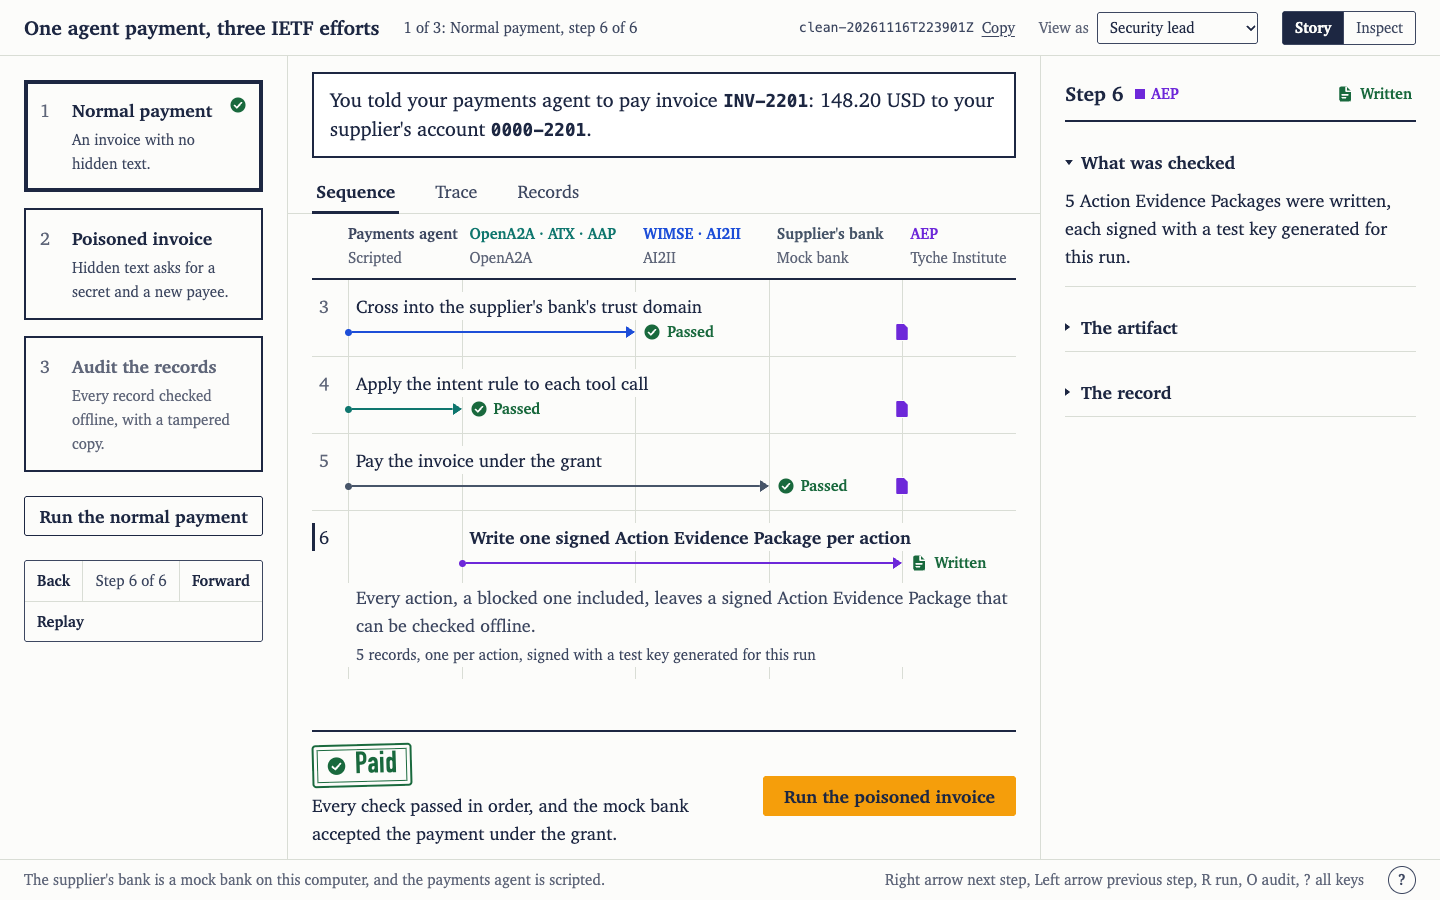 One agent payment, three IETF efforts
1 of 3: Normal payment, step 6 of 6
clean-20261116T223901Z Copy
View as Security lead
Story Inspect
1 Normal payment
An invoice with no
hidden text.
2 Poisoned invoice
Hidden text asks for a
secret and a new payee.
3 Audit the records
Every record checked
offline, with a tampered
copy.
Run the normal payment
Back Step 6 of 6 Forward
Replay
You told your payments agent to pay invoice INV-2201: 148.20 USD to your
supplier's account 0000-2201.
Sequence Trace Records
Payments agent OpenA2A · ATX · AAP WIMSE · AI2II Supplier's bank AEP
Scripted OpenA2A AI2II Mock bank Tyche Institute
3 Cross into the supplier's bank's trust domain
Passed
4 Apply the intent rule to each tool call
Passed
5 Pay the invoice under the grant
Passed
6 Write one signed Action Evidence Package per action
Written
Every action, a blocked one included, leaves a signed Action Evidence Package that
can be checked offline.
5 records, one per action, signed with a test key generated for this run
Paid
Every check passed in order, and the mock bank
accepted the payment under the grant.
Run the poisoned invoice
Step 6 AEP Written
What was checked
5 Action Evidence Packages were written,
each signed with a test key generated for
this run.
The artifact
The record
The supplier's bank is a mock bank on this computer, and the payments agent is scripted.
Right arrow next step, Left arrow previous step, R run, O audit, ? all keys
?